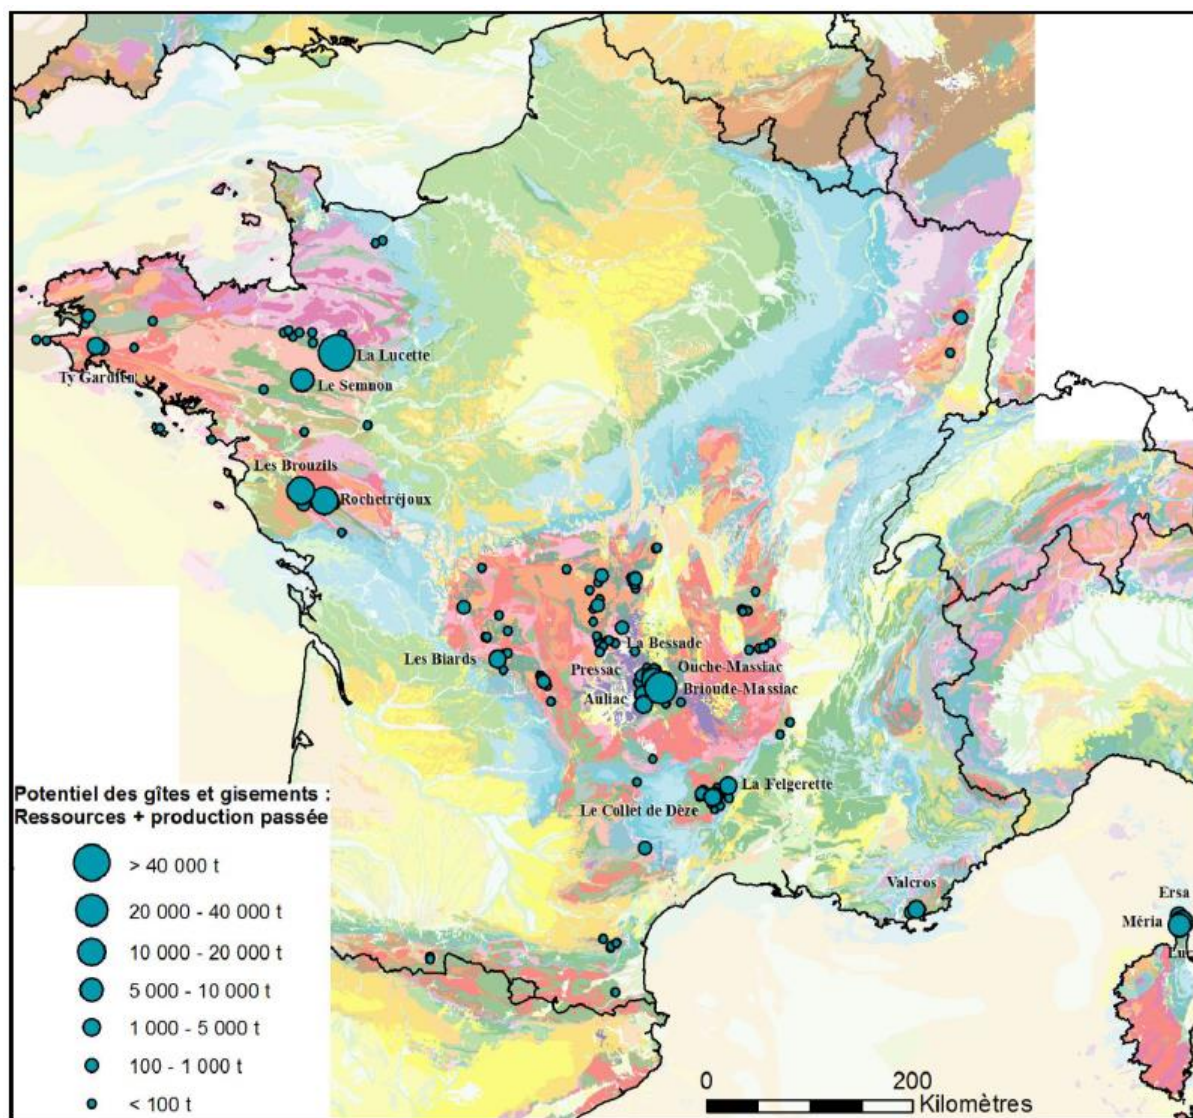 La Lucette
Ty Gardien
Le Semnon
Les Brouzils
Rochetréjoux
La Bessade
Les Biards
Pressac
Ouche-Massiac
Brioude-Massiac
Auliac
La Felgerette
Le Collet de Dèze
Valcros
Ersa
Méria
Luri
Potentiel des gîtes et gisements :
Ressources + production passée
> 40 000 t
20 000 - 40 000 t
10 000 - 20 000 t
5 000 - 10 000 t
1 000 - 5 000 t
100 - 1 000 t
< 100 t
0 200
Kilomètres